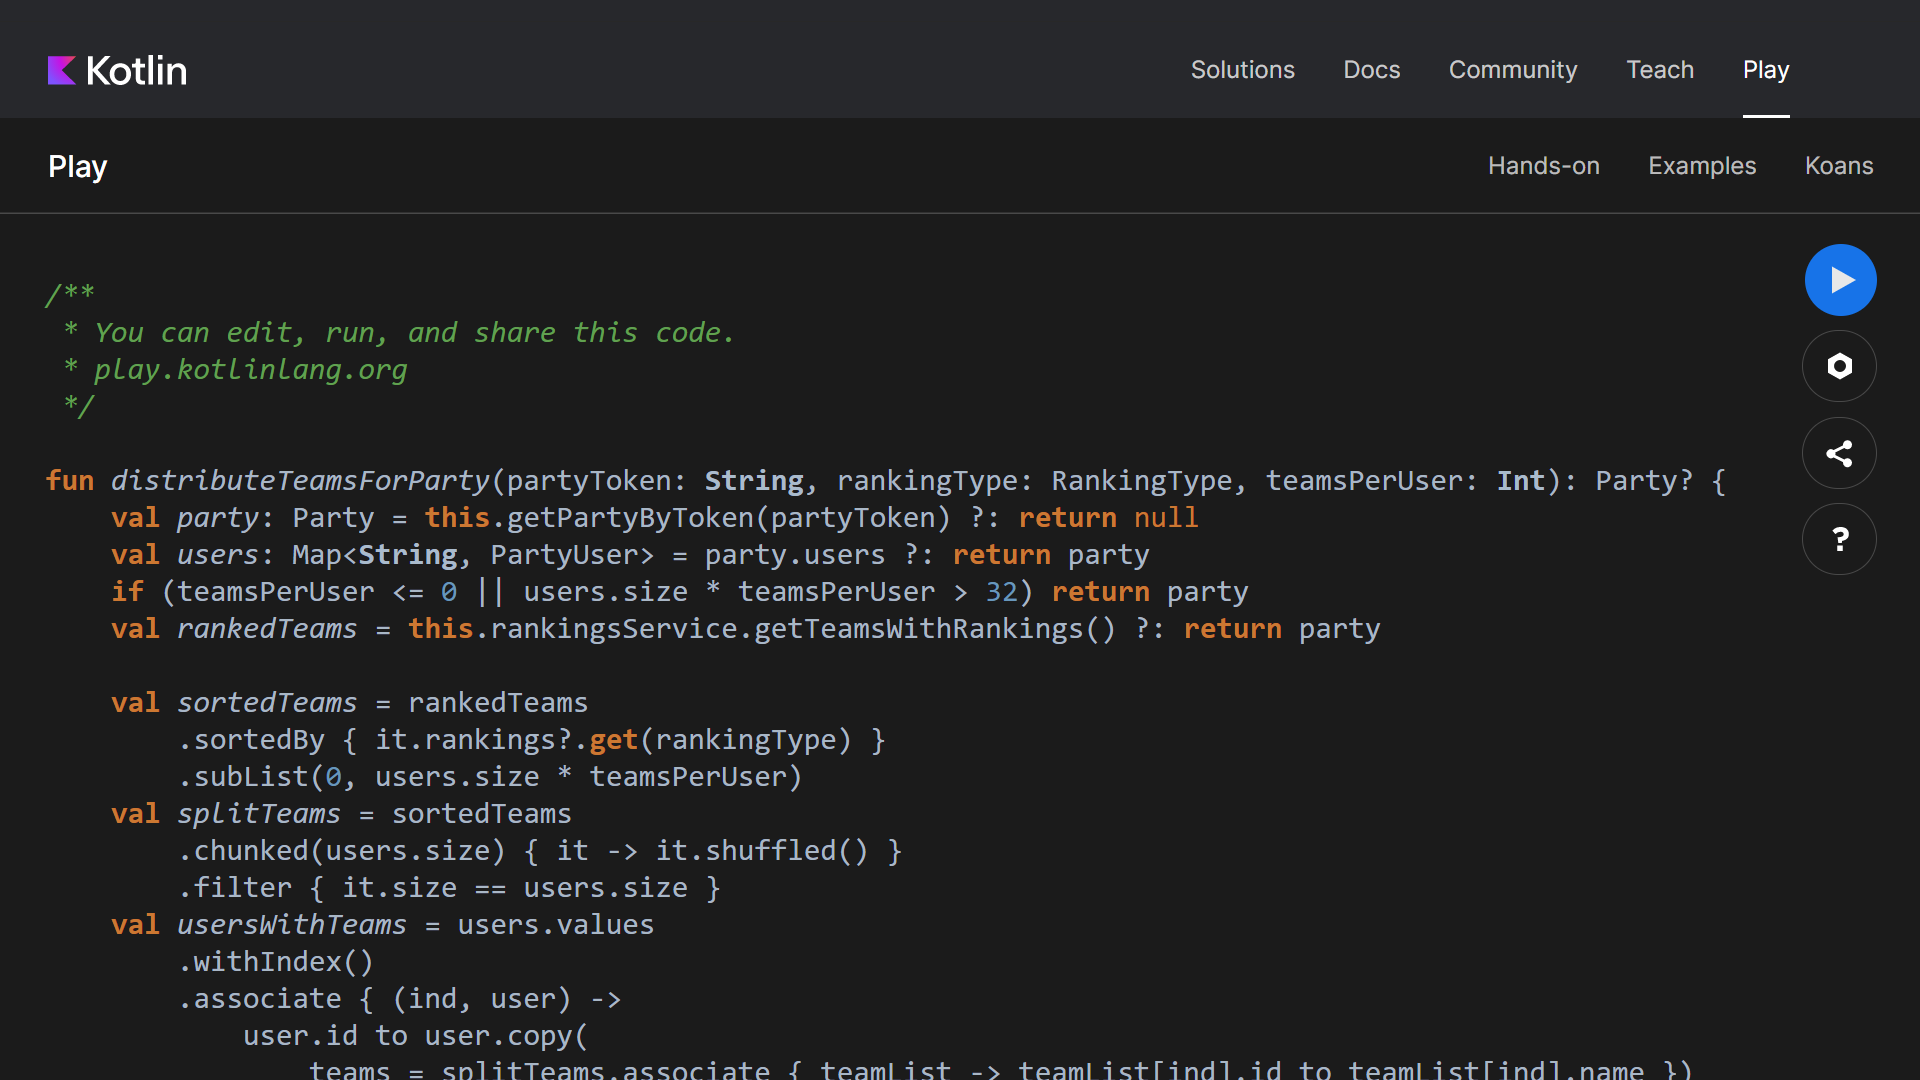 Kotlin
Solutions Docs Community Teach Play
Play
Hands-on Examples Koans
/**
 * You can edit, run, and share this code.
 * play.kotlinlang.org
 */
fun distributeTeamsForParty(partyToken: String, rankingType: RankingType, teamsPerUser: Int): Party? {
    val party: Party = this.getPartyByToken(partyToken) ?: return null
    val users: Map<String, PartyUser> = party.users ?: return party
    if (teamsPerUser <= 0 || users.size * teamsPerUser > 32) return party
    val rankedTeams = this.rankingsService.getTeamsWithRankings() ?: return party
    val sortedTeams = rankedTeams
        .sortedBy { it.rankings?.get(rankingType) }
        .subList(0, users.size * teamsPerUser)
    val splitTeams = sortedTeams
        .chunked(users.size) { it -> it.shuffled() }
        .filter { it.size == users.size }
    val usersWithTeams = users.values
        .withIndex()
        .associate { (ind, user) ->
            user.id to user.copy(
                teams = splitTeams.associate { teamList -> teamList[ind].id to teamList[ind].name })
?